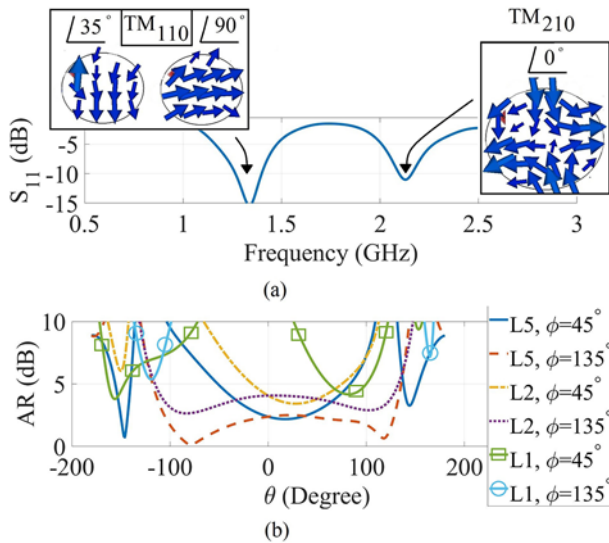 ∠35° TM₁₁₀ ∠90°
TM₂₁₀
∠0°
S₁₁ (dB)
-5
-10
-15
0.5 1 1.5 2 2.5 3
Frequency (GHz)
(a)
AR (dB)
10
5
0
-200 -100 0 100 200
θ (Degree)
(b)
L5, ϕ=45°
L5, ϕ=135°
L2, ϕ=45°
L2, ϕ=135°
L1, ϕ=45°
L1, ϕ=135°